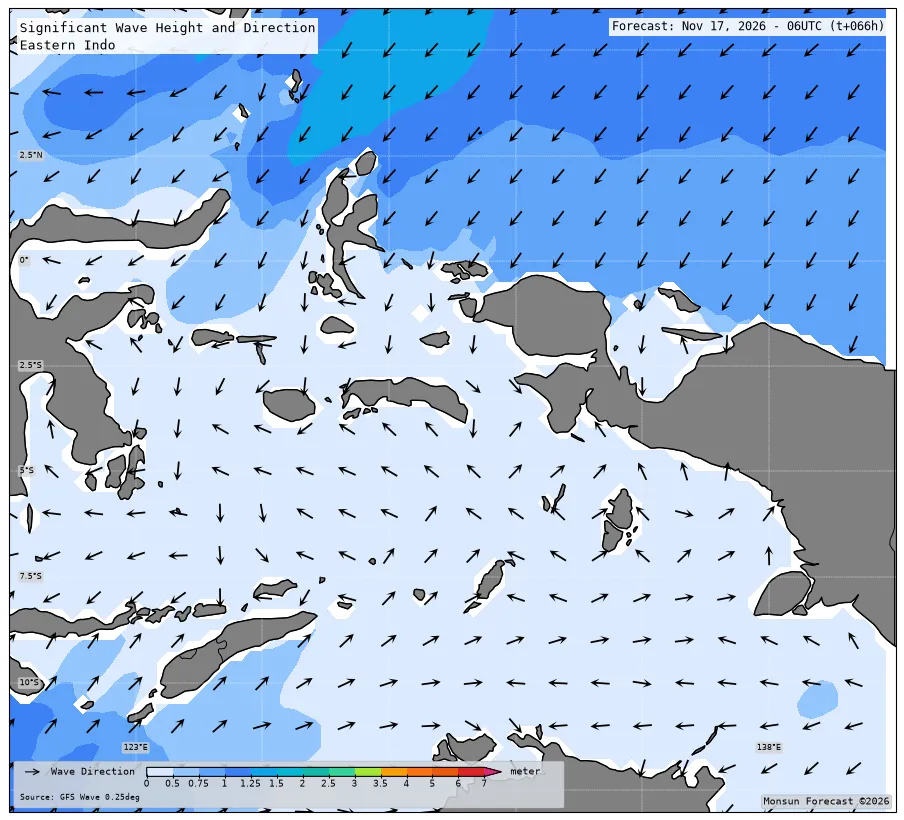 Significant Wave Height and Direction
Eastern Indo
Forecast: Nov 17, 2026 - 06UTC (t+066h)
2.5°N
0°
2.5°S
5°S
7.5°S
10°S
123°E
138°E
Wave Direction
meter
0 0.5 0.75 1 1.25 1.5 2 2.5 3 3.5 4 5 6 7
Source: GFS Wave 0.25deg
Monsun Forecast ©2026